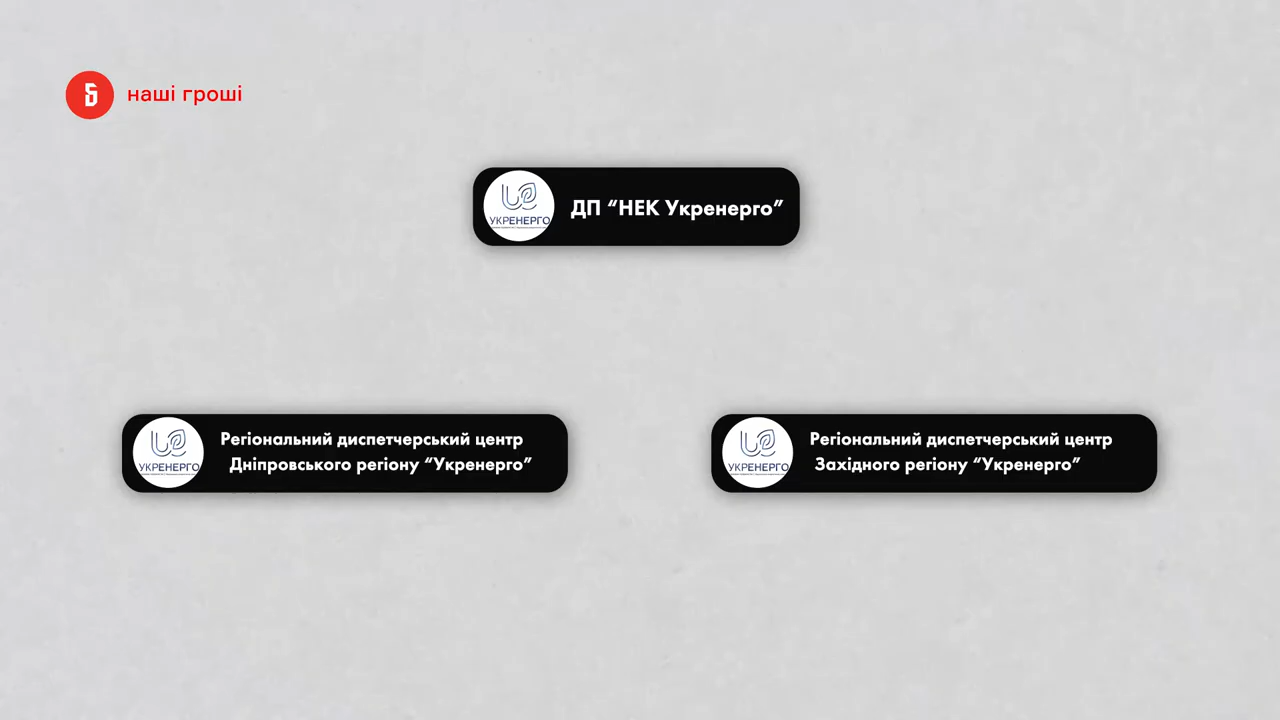 наші гроші
УКРЕНЕРГО
ДП “НЕК Укренерго”
УКРЕНЕРГО
Регіональний диспетчерський центр
Дніпровського регіону “Укренерго”
УКРЕНЕРГО
Регіональний диспетчерський центр
Західного регіону “Укренерго”